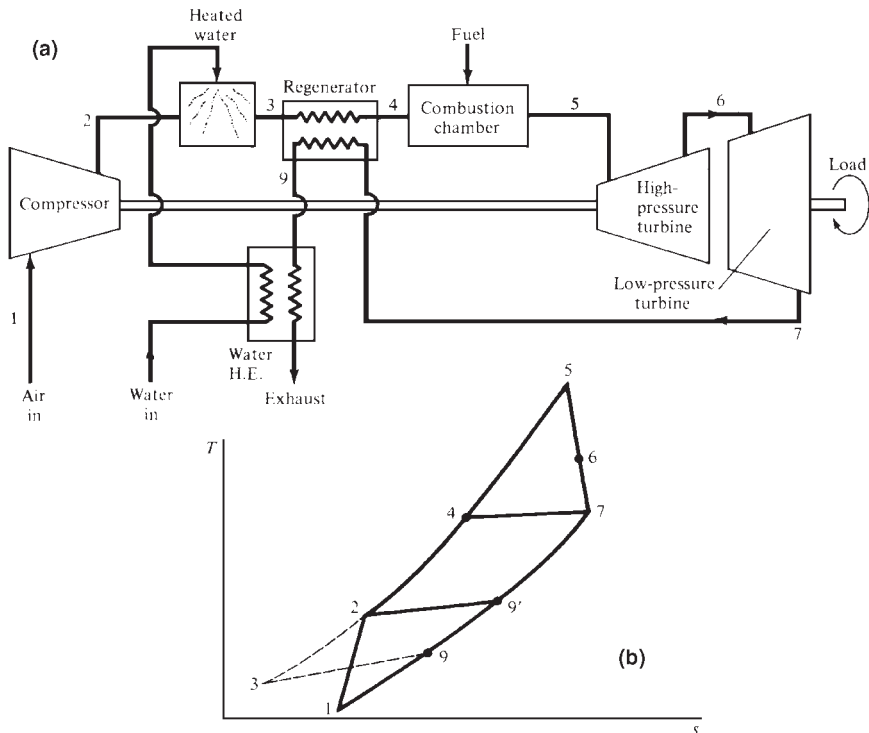 (a)
Heated
water
Fuel
Regenerator
Combustion
chamber
2
3
4
5
6
9
Compressor
High-
pressure
turbine
Load
Low-pressure
turbine
1
7
Water
H.E.
Air
in
Water
in
Exhaust
T
5
6
4
7
2
9'
9
3
(b)
1
s